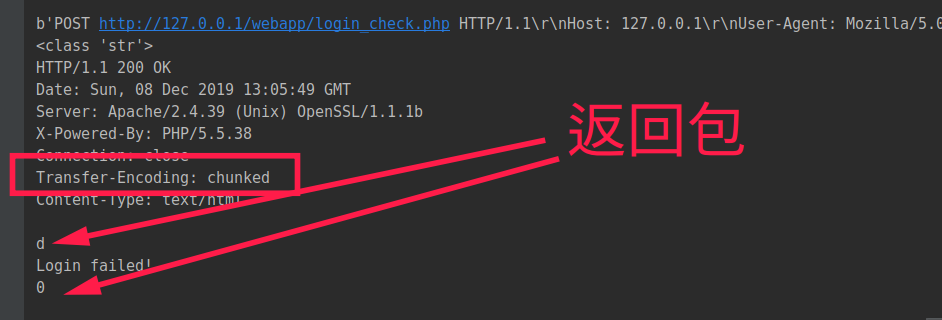 b'POST http://127.0.0.1/webapp/login_check.php HTTP/1.1\r\nHost: 127.0.0.1\r\nUser-Agent: Mozilla/5.0
<class 'str'>
HTTP/1.1 200 OK
Date: Sun, 08 Dec 2019 13:05:49 GMT
Server: Apache/2.4.39 (Unix) OpenSSL/1.1.1b
X-Powered-By: PHP/5.5.38
Connection: close
Transfer-Encoding: chunked
Content-Type: text/html
返回包
d
Login failed!
0